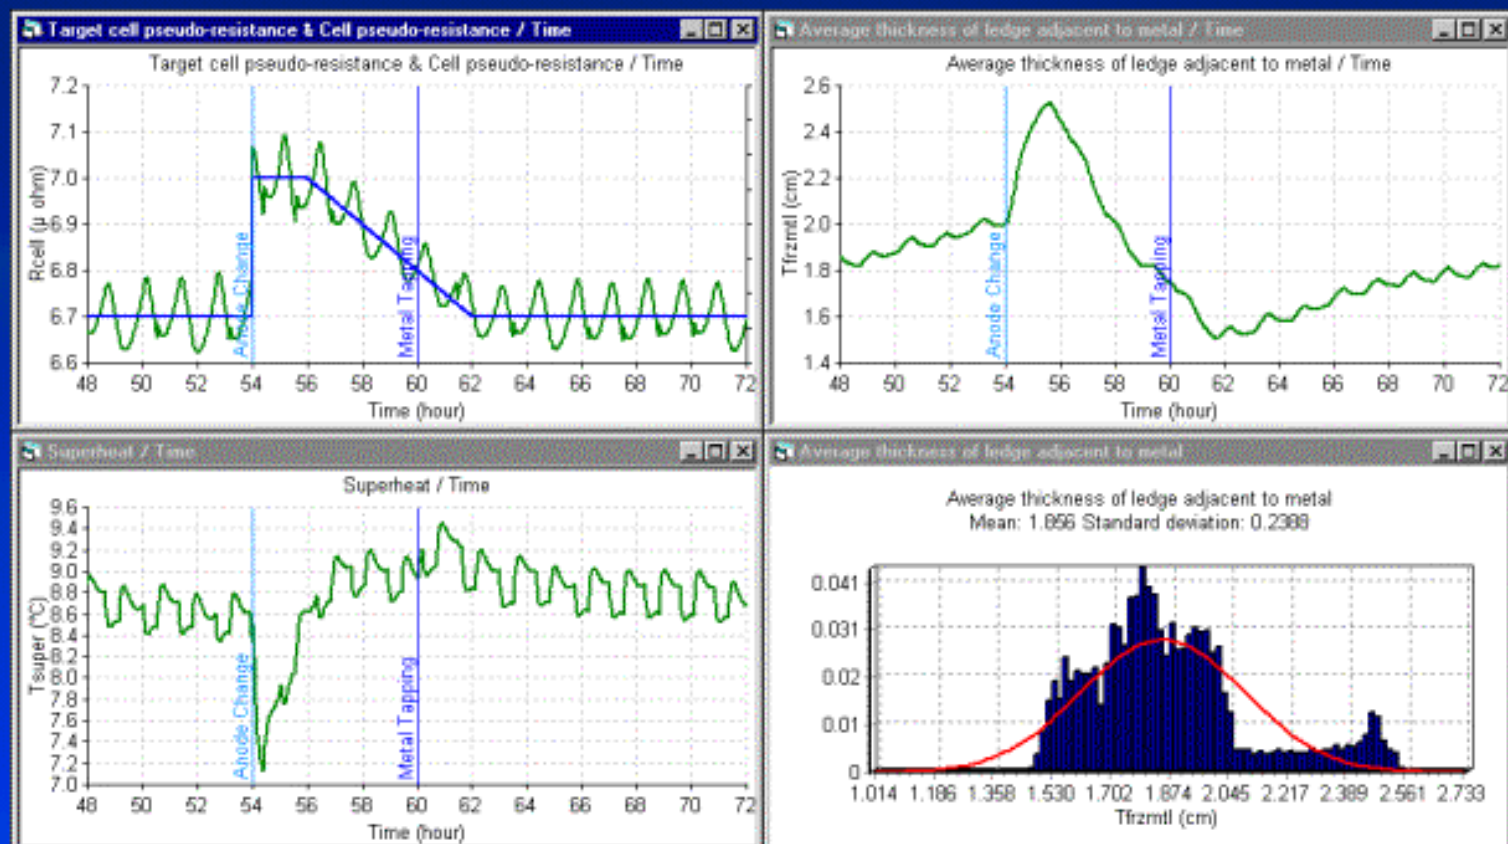 Target cell pseudo-resistance & Cell pseudo-resistance / Time
Target cell pseudo-resistance & Cell pseudo-resistance / Time
7.2
7.1
7.0
6.9
6.8
6.7
6.6
Rcell (µ ohm)
Anode Change
Metal Tapping
48 50 52 54 56 58 60 62 64 66 68 70 72
Time (hour)
Average thickness of ledge adjacent to metal / Time
Average thickness of ledge adjacent to metal / Time
2.6
2.4
2.2
2.0
1.8
1.6
1.4
Tfrzmtl (cm)
Anode Change
Metal Tapping
48 50 52 54 56 58 60 62 64 66 68 70 72
Time (hour)
Superheat / Time
Superheat / Time
9.6
9.4
9.2
9.0
8.8
8.6
8.4
8.2
8.0
7.8
7.6
7.4
7.2
7.0
Tsuper (ºC)
Anode Change
Metal Tapping
48 50 52 54 56 58 60 62 64 66 68 70 72
Time (hour)
Average thickness of ledge adjacent to metal
Average thickness of ledge adjacent to metal
Mean: 1.856 Standard deviation: 0.2388
0.041
0.031
0.02
0.01
0
1.014 1.186 1.358 1.530 1.702 1.874 2.045 2.217 2.389 2.561 2.733
Tfrzmtl (cm)